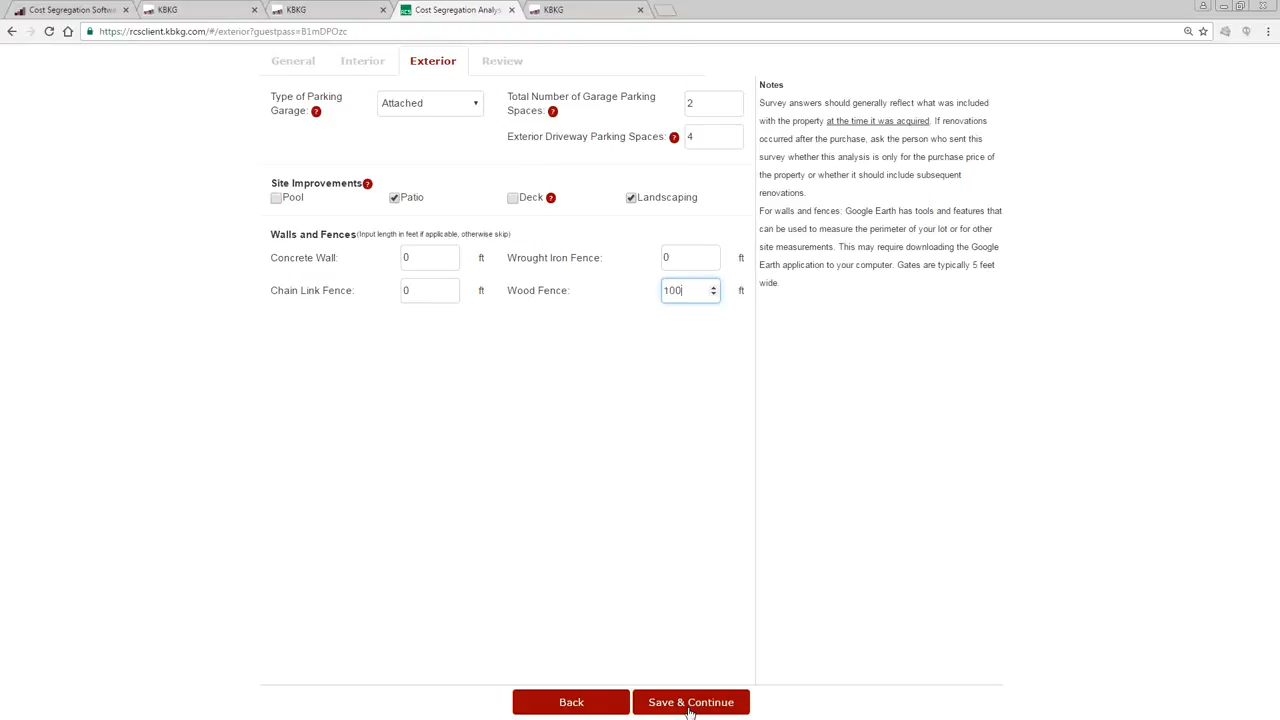 Cost Segregation Softwa
KBKG
KBKG
Cost Segregation Analys
KBKG
https://rcsclient.kbkg.com/#/exterior?guestpass=B1mDPOzc
General
Interior
Exterior
Review
Type of Parking
Garage: ?
Attached
Total Number of Garage Parking
Spaces: ?
2
Exterior Driveway Parking Spaces: ?
4
Site Improvements ?
Pool
Patio
Deck ?
Landscaping
Walls and Fences (Input length in feet if applicable, otherwise skip)
Concrete Wall: 0 ft
Wrought Iron Fence: 0 ft
Chain Link Fence: 0 ft
Wood Fence: 100 ft
Notes
Survey answers should generally reflect what was included
with the property at the time it was acquired. If renovations
occurred after the purchase, ask the person who sent this
survey whether this analysis is only for the purchase price of
the property or whether it should include subsequent
renovations.
For walls and fences: Google Earth has tools and features that
can be used to measure the perimeter of your lot or for other
site measurements. This may require downloading the Google
Earth application to your computer. Gates are typically 5 feet
wide.
Back
Save & Continue